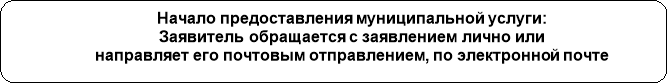 Начало предоставления муниципальной услуги:
Заявитель обращается с заявлением лично или
направляет его почтовым отправлением, по электронной почте